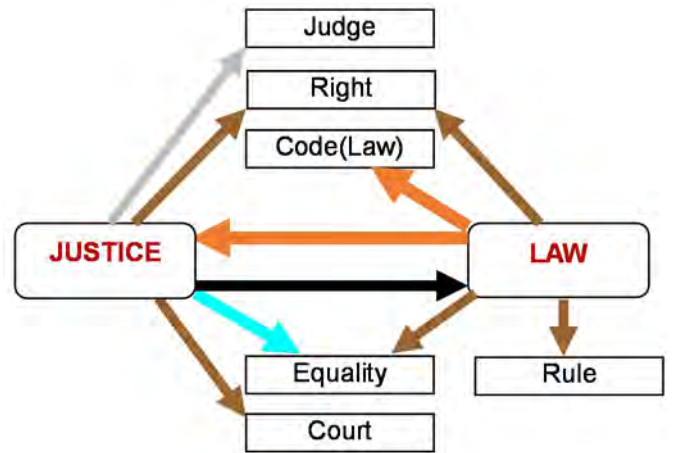 Judge
Right
Code(Law)
JUSTICE
LAW
Equality
Rule
Court